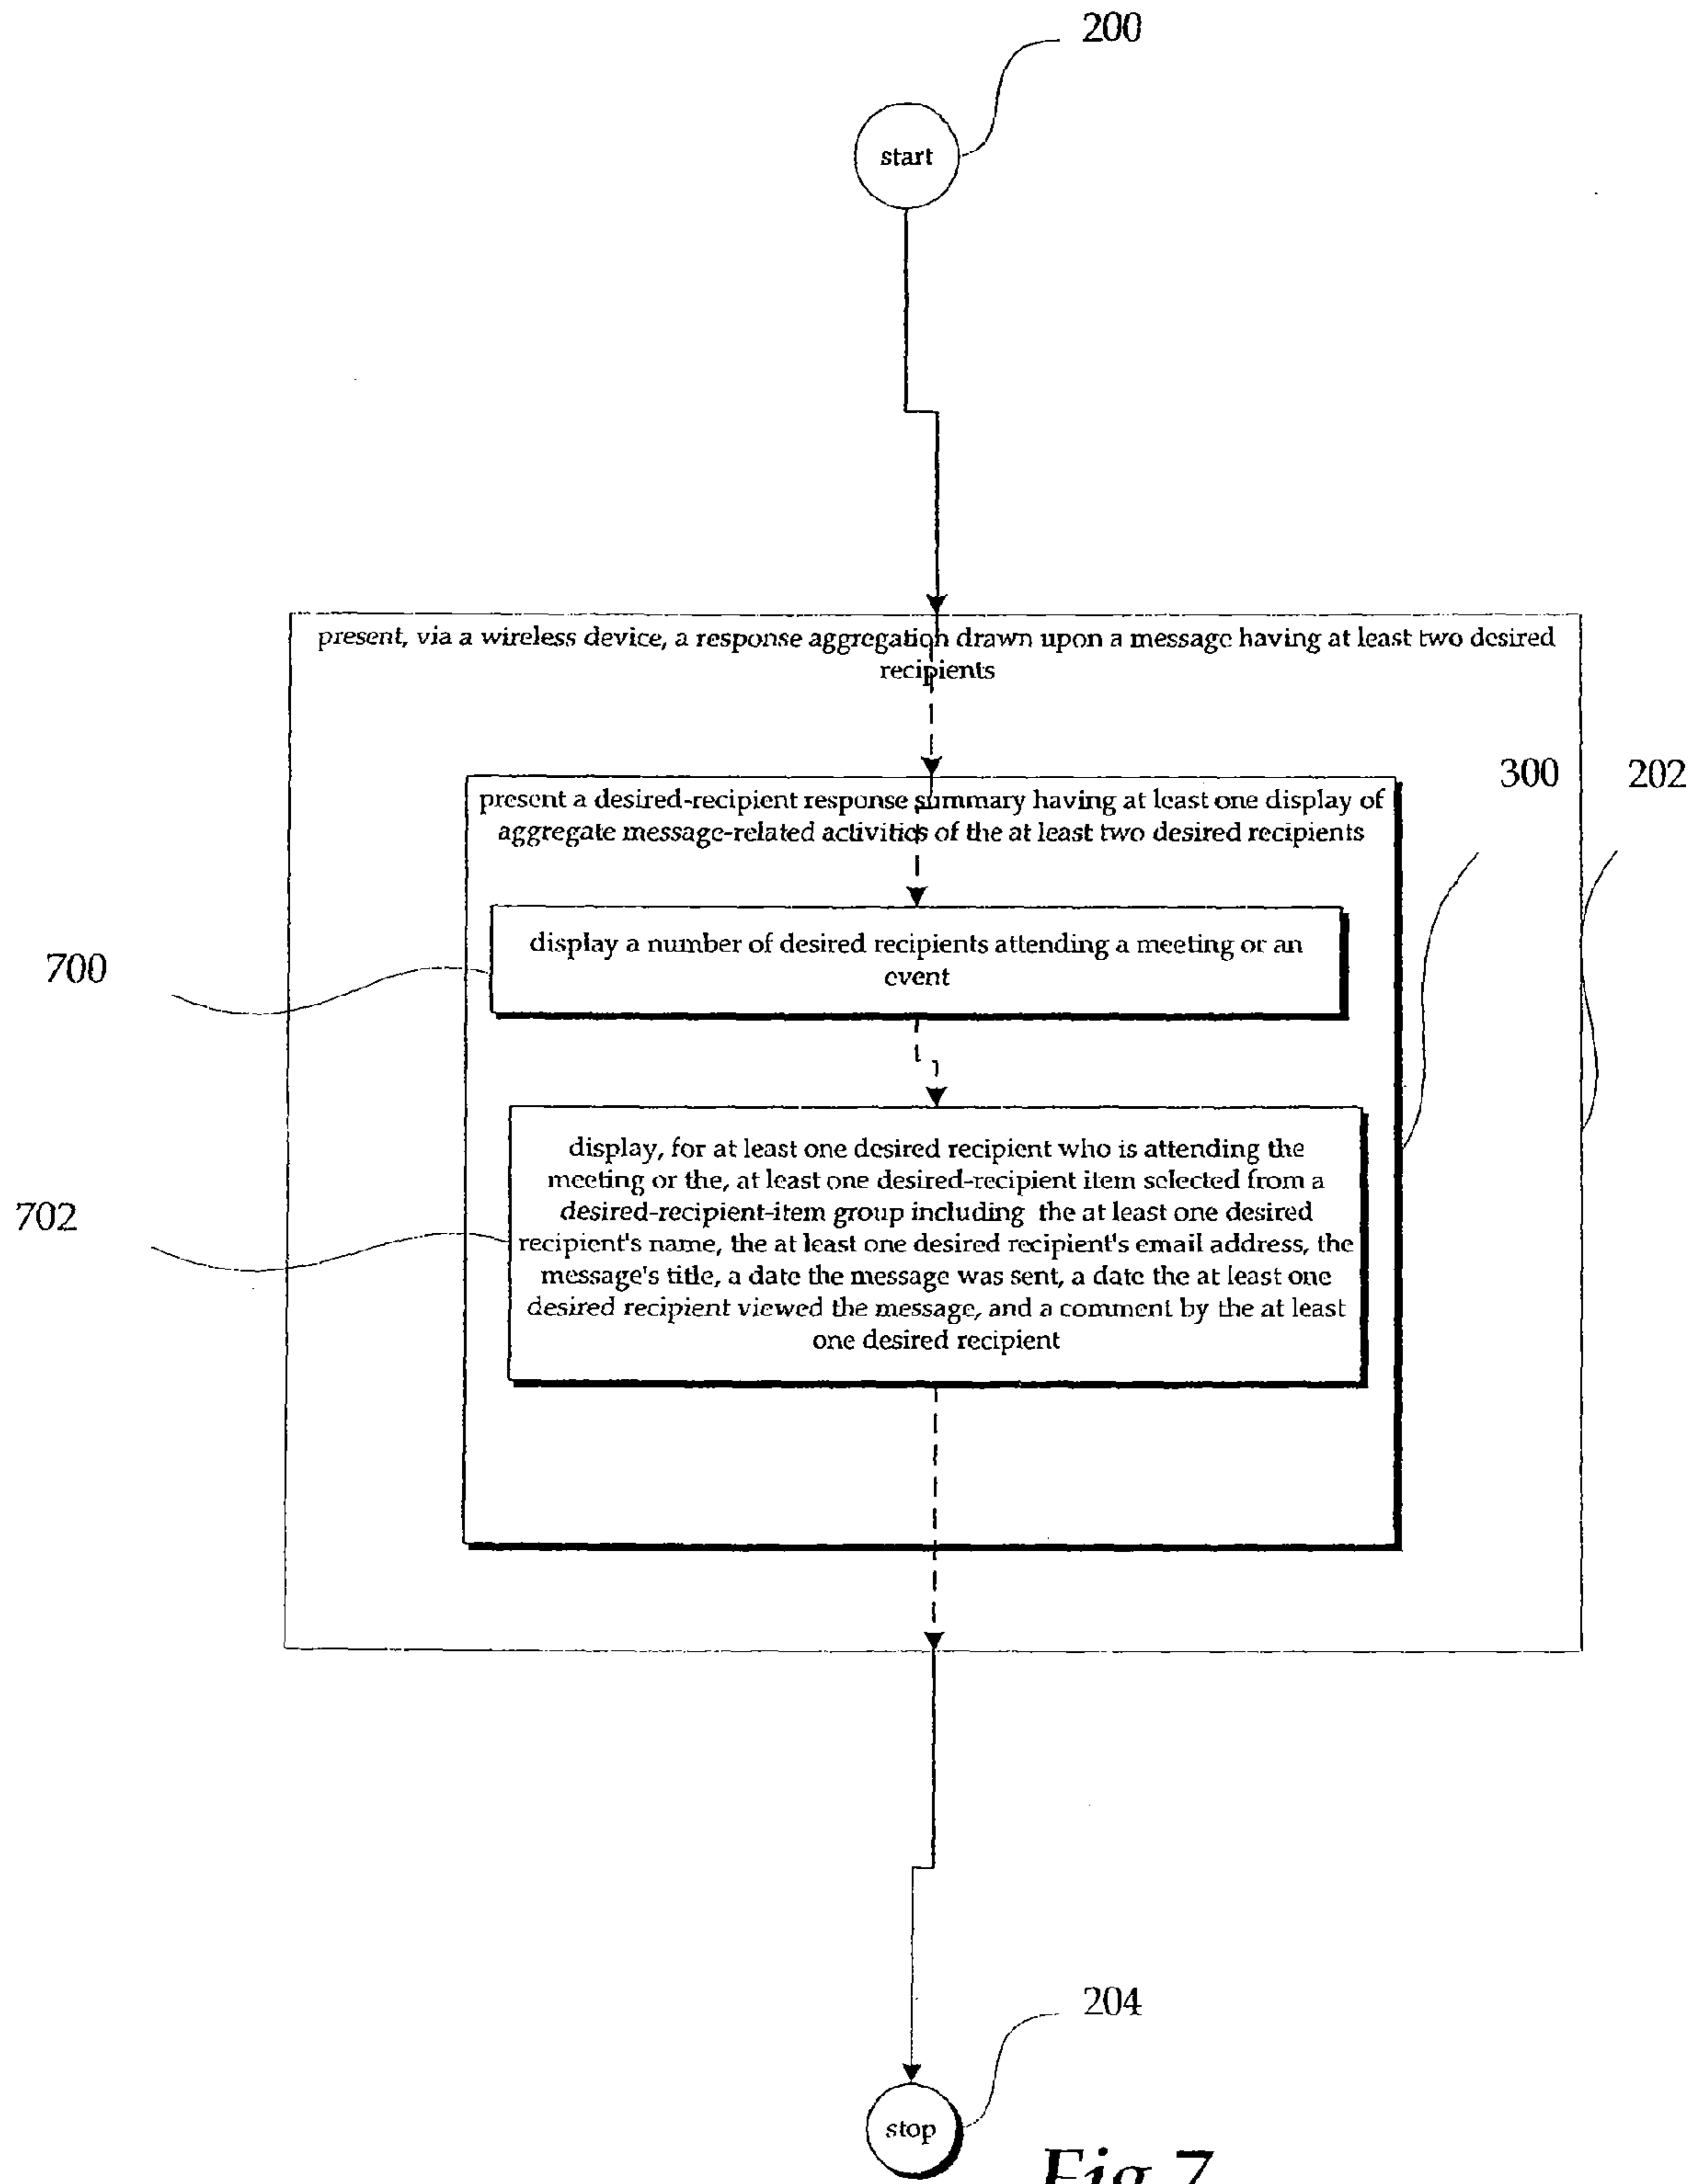 200
start
present, via a wireless device, a response aggregation drawn upon a message having at least two desired
recipients
300
202
present a desired-recipient response summary having at least one display of
aggregate message-related activities of the at least two desired recipients
display a number of desired recipients attending a meeting or an
event
700
display, for at least one desired recipient who is attending the
meeting or the, at least one desired-recipient item selected from a
desired-recipient-item group including the at least one desired
recipient's name, the at least one desired recipient's email address, the
message's title, a date the message was sent, a date the at least one
desired recipient viewed the message, and a comment by the at least
one desired recipient
702
204
stop
Fig 7